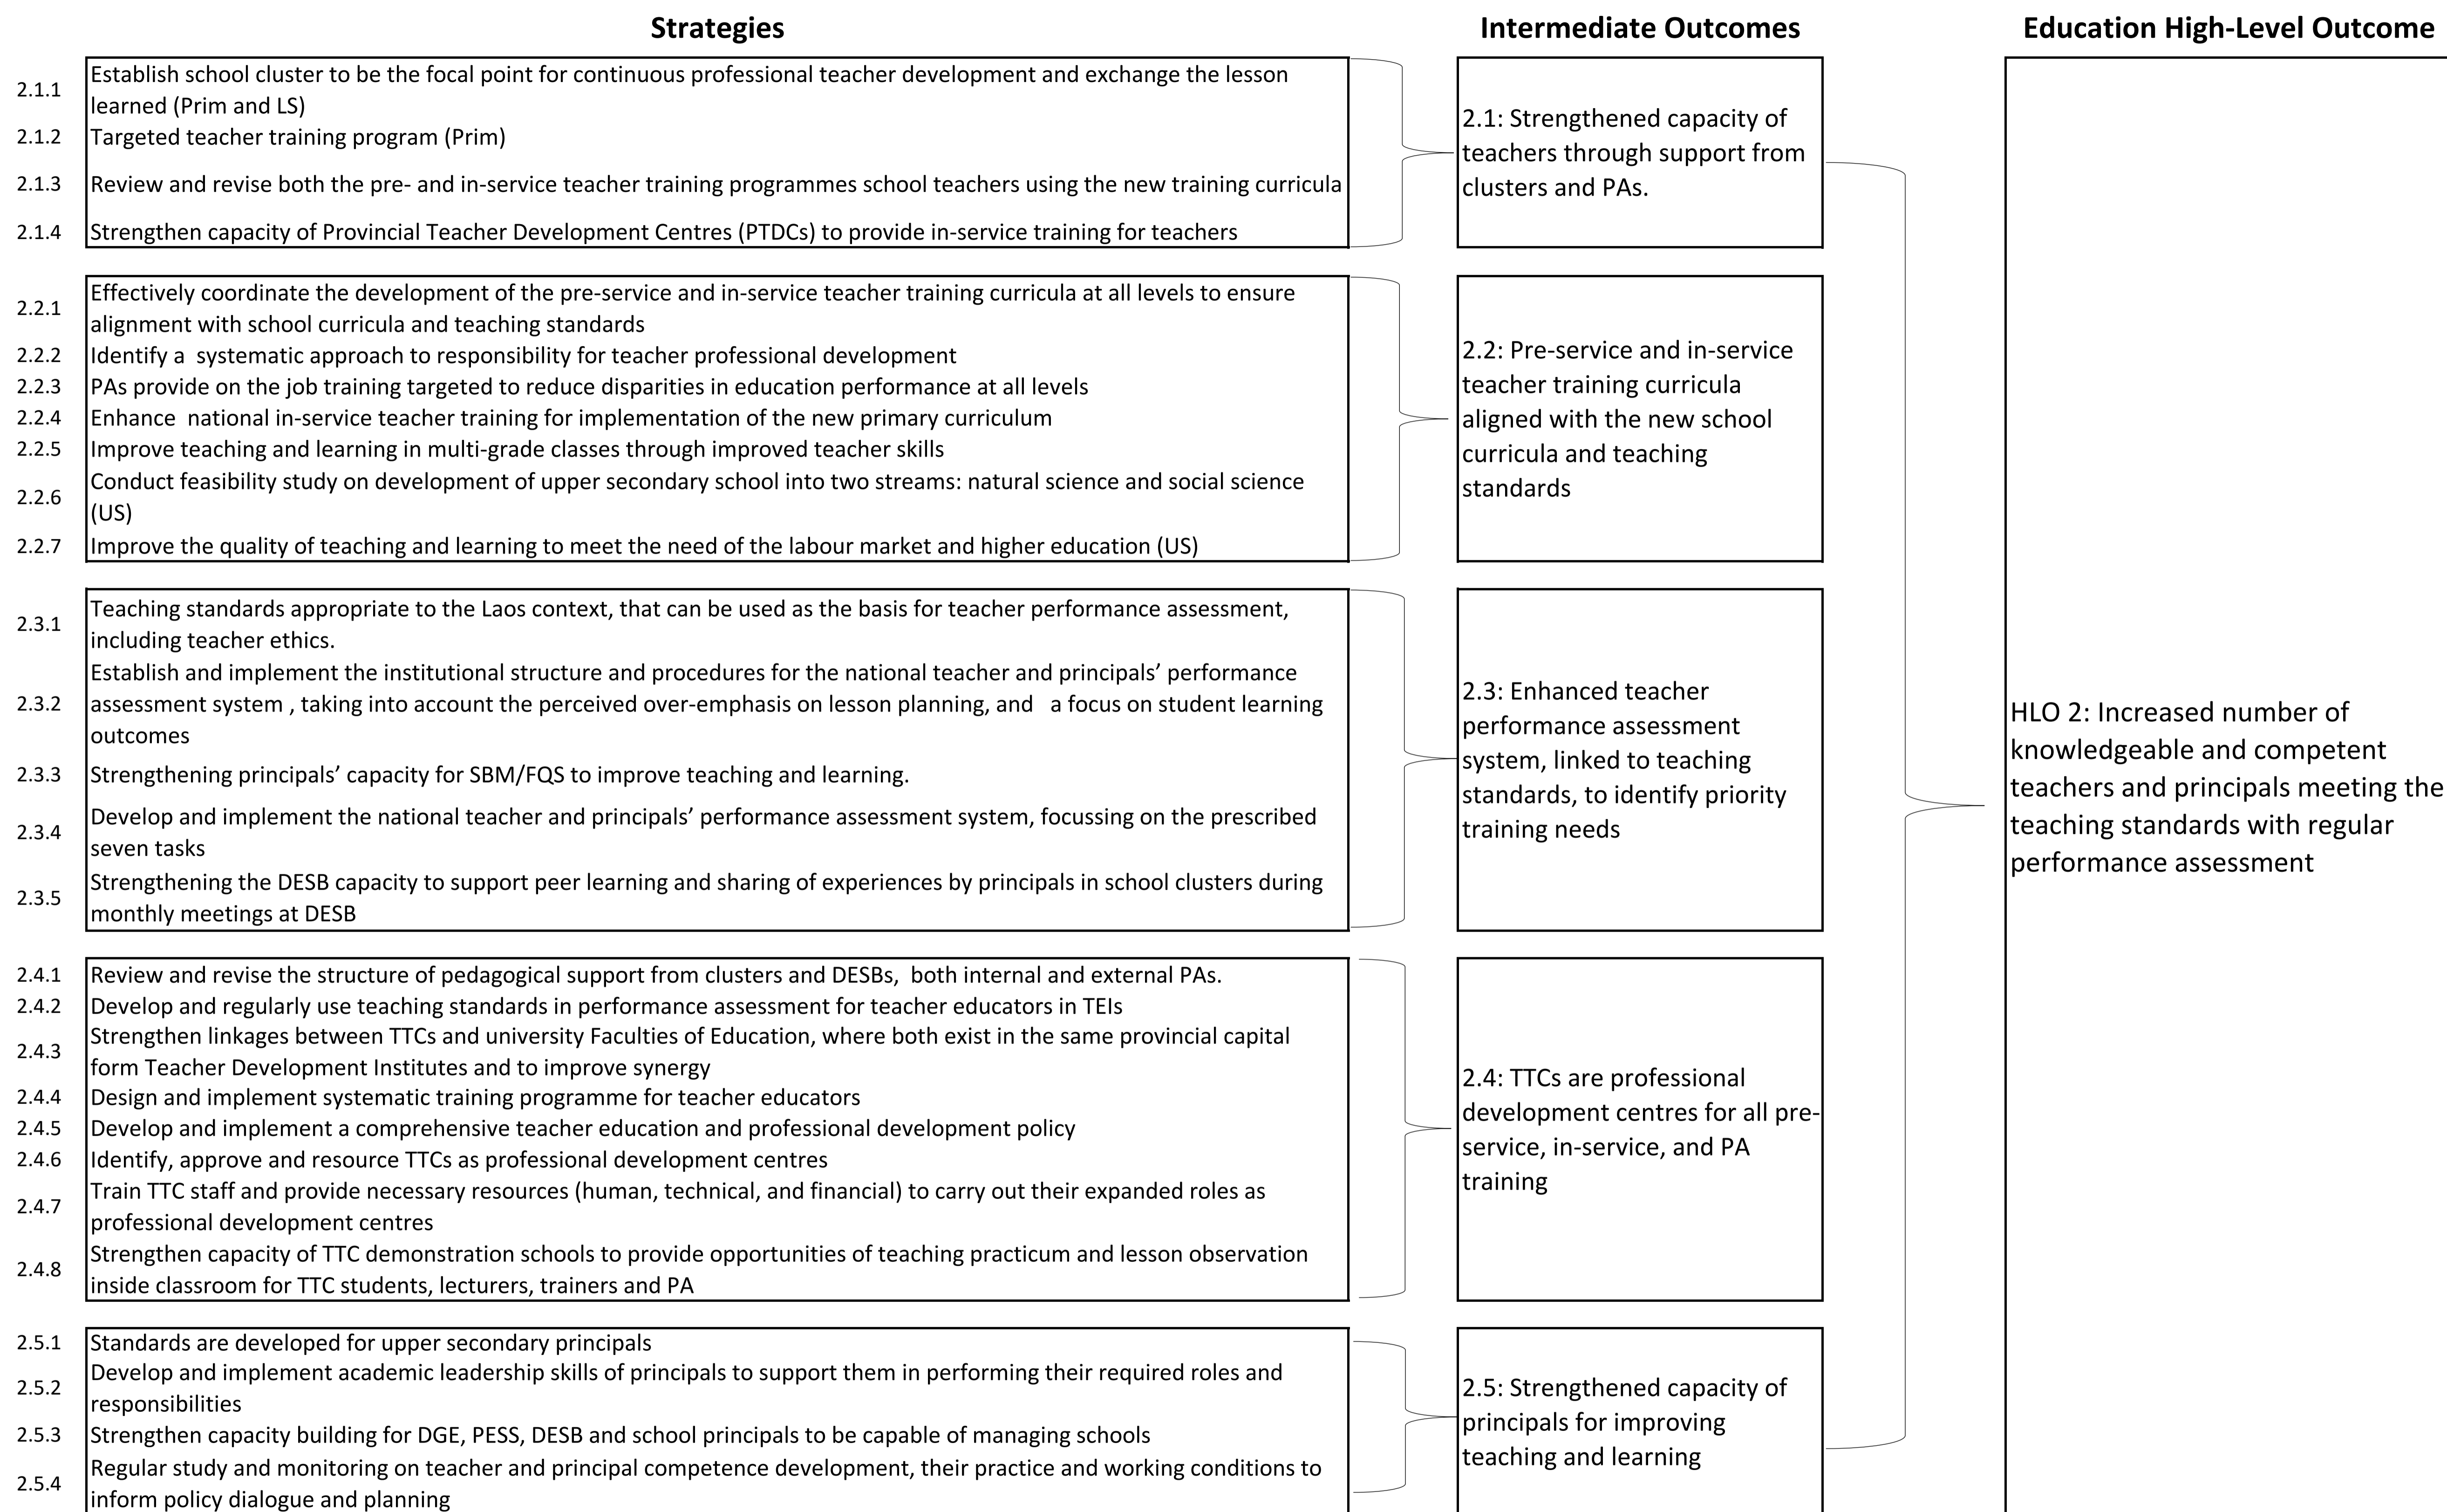 Strategies
Intermediate Outcomes
Education High-Level Outcome
2.1.1
Establish school cluster to be the focal point for continuous professional teacher development and exchange the lesson
learned (Prim and LS)
2.1.2
Targeted teacher training program (Prim)
2.1.3
Review and revise both the pre- and in-service teacher training programmes school teachers using the new training curricula
2.1.4
Strengthen capacity of Provincial Teacher Development Centres (PTDCs) to provide in-service training for teachers
2.1: Strengthened capacity of
teachers through support from
clusters and PAs.
2.2.1
Effectively coordinate the development of the pre-service and in-service teacher training curricula at all levels to ensure
alignment with school curricula and teaching standards
2.2.2
Identify a  systematic approach to responsibility for teacher professional development
2.2.3
PAs provide on the job training targeted to reduce disparities in education performance at all levels
2.2.4
Enhance  national in-service teacher training for implementation of the new primary curriculum
2.2.5
Improve teaching and learning in multi-grade classes through improved teacher skills
2.2.6
Conduct feasibility study on development of upper secondary school into two streams: natural science and social science
(US)
2.2.7
Improve the quality of teaching and learning to meet the need of the labour market and higher education (US)
2.2: Pre-service and in-service
teacher training curricula
aligned with the new school
curricula and teaching
standards
2.3.1
Teaching standards appropriate to the Laos context, that can be used as the basis for teacher performance assessment,
including teacher ethics.
2.3.2
Establish and implement the institutional structure and procedures for the national teacher and principals’ performance
assessment system , taking into account the perceived over-emphasis on lesson planning, and   a focus on student learning
outcomes
2.3.3
Strengthening principals’ capacity for SBM/FQS to improve teaching and learning.
2.3.4
Develop and implement the national teacher and principals’ performance assessment system, focussing on the prescribed
seven tasks
2.3.5
Strengthening the DESB capacity to support peer learning and sharing of experiences by principals in school clusters during
monthly meetings at DESB
2.3: Enhanced teacher
performance assessment
system, linked to teaching
standards, to identify priority
training needs
HLO 2: Increased number of
knowledgeable and competent
teachers and principals meeting the
teaching standards with regular
performance assessment
2.4.1
Review and revise the structure of pedagogical support from clusters and DESBs,  both internal and external PAs.
2.4.2
Develop and regularly use teaching standards in performance assessment for teacher educators in TEIs
2.4.3
Strengthen linkages between TTCs and university Faculties of Education, where both exist in the same provincial capital
form Teacher Development Institutes and to improve synergy
2.4.4
Design and implement systematic training programme for teacher educators
2.4.5
Develop and implement a comprehensive teacher education and professional development policy
2.4.6
Identify, approve and resource TTCs as professional development centres
2.4.7
Train TTC staff and provide necessary resources (human, technical, and financial) to carry out their expanded roles as
professional development centres
2.4.8
Strengthen capacity of TTC demonstration schools to provide opportunities of teaching practicum and lesson observation
inside classroom for TTC students, lecturers, trainers and PA
2.4: TTCs are professional
development centres for all pre-
service, in-service, and PA
training
2.5.1
Standards are developed for upper secondary principals
2.5.2
Develop and implement academic leadership skills of principals to support them in performing their required roles and
responsibilities
2.5.3
Strengthen capacity building for DGE, PESS, DESB and school principals to be capable of managing schools
2.5.4
Regular study and monitoring on teacher and principal competence development, their practice and working conditions to
inform policy dialogue and planning
2.5: Strengthened capacity of
principals for improving
teaching and learning